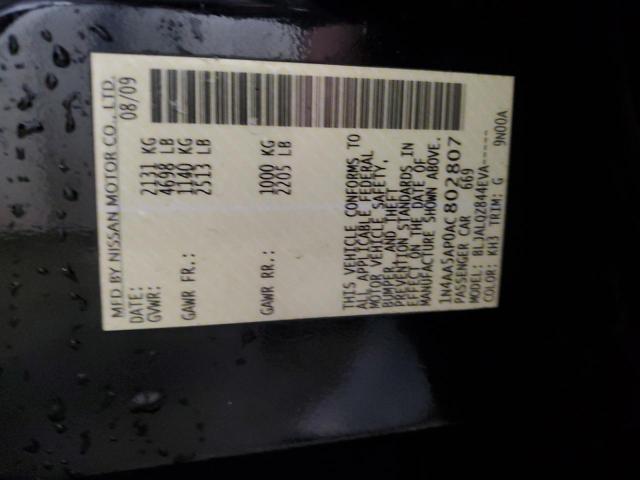 MFD BY NISSAN MOTOR CO., LTD.
DATE: 08/09
GVWR: 2131 KG
4698 LB
GAWR FR.: 1140 KG
2513 LB
GAWR RR.: 1000 KG
2205 LB
THIS VEHICLE CONFORMS TO
ALL APPLICABLE FEDERAL
MOTOR VEHICLE SAFETY,
BUMPER, AND THEFT
PREVENTION STANDARDS IN
EFFECT ON THE DATE OF
MANUFACTURE SHOWN ABOVE.
1N4AA5AP0AC802807
PASSENGER CAR 669
MODEL: BLJALQZ844EVA-----
COLOR: KH3 TRIM: G 9N00A